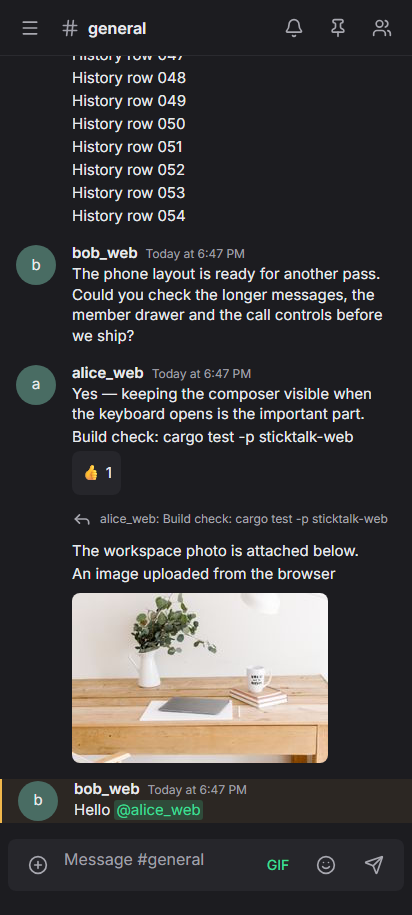 general
History row 047
History row 048
History row 049
History row 050
History row 051
History row 052
History row 053
History row 054
b
bob_web Today at 6:47 PM
The phone layout is ready for another pass.
Could you check the longer messages, the
member drawer and the call controls before
we ship?
a
alice_web Today at 6:47 PM
Yes — keeping the composer visible when
the keyboard opens is the important part.
Build check: cargo test -p sticktalk-web
👍 1
alice_web: Build check: cargo test -p sticktalk-web
The workspace photo is attached below.
An image uploaded from the browser
b
bob_web Today at 6:47 PM
Hello @alice_web
Message #general
GIF